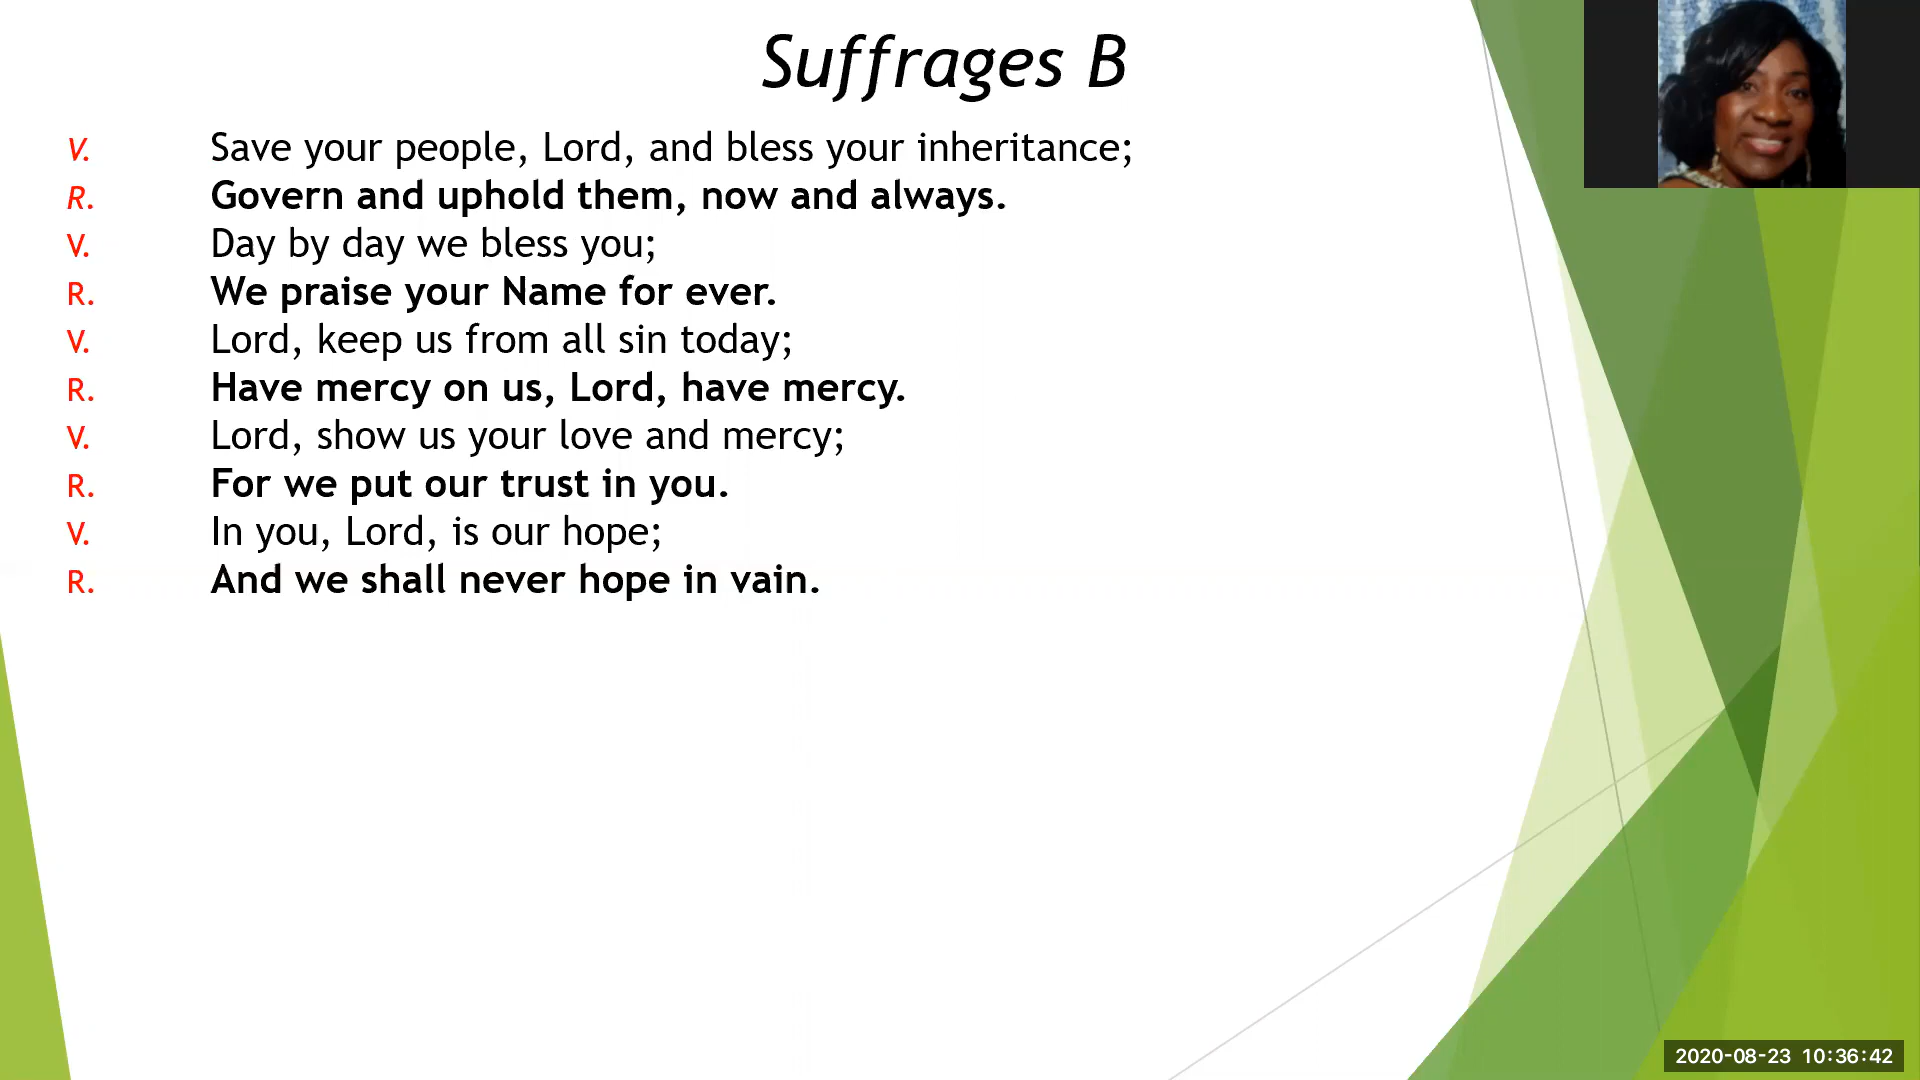 Suffrages B
V. Save your people, Lord, and bless your inheritance;
R. Govern and uphold them, now and always.
V. Day by day we bless you;
R. We praise your Name for ever.
V. Lord, keep us from all sin today;
R. Have mercy on us, Lord, have mercy.
V. Lord, show us your love and mercy;
R. For we put our trust in you.
V. In you, Lord, is our hope;
R. And we shall never hope in vain.
2020-08-23 10:36:42